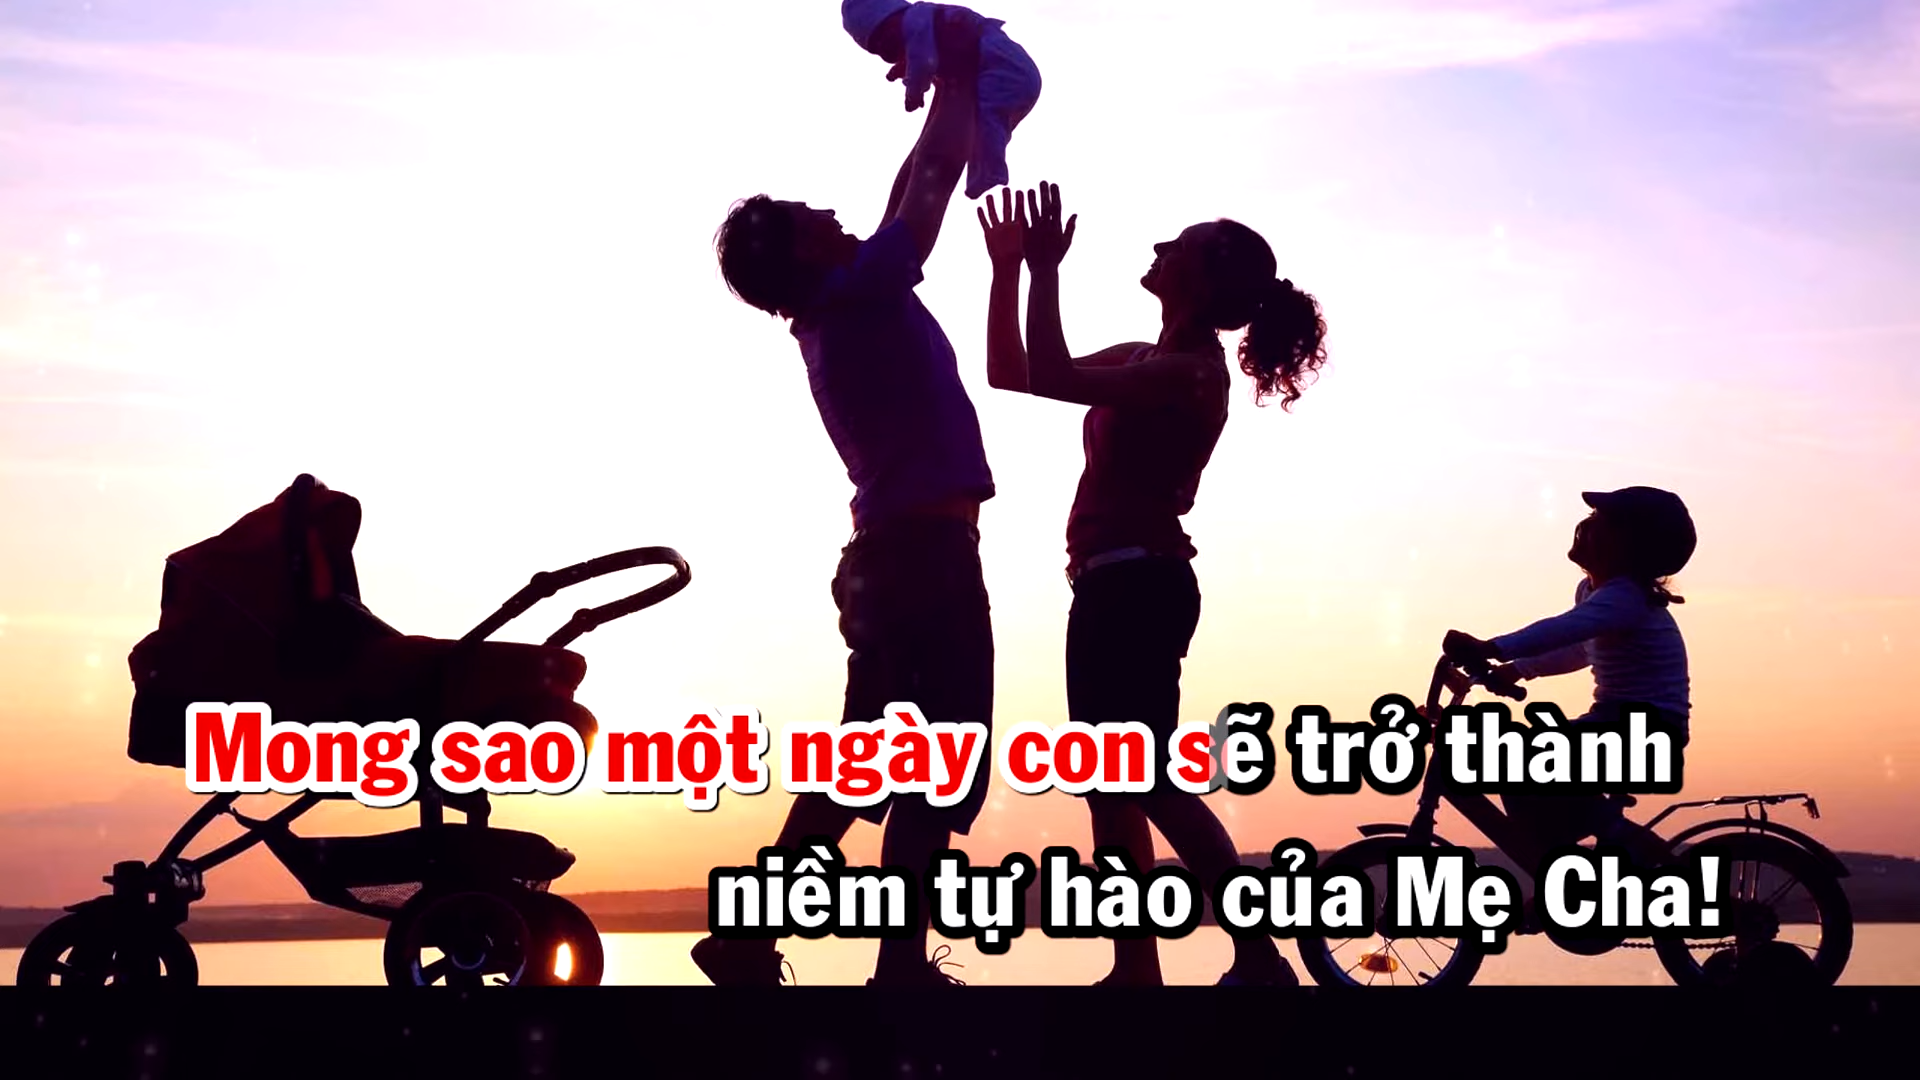 Mong sao một ngày con sẽ trở thành
niềm tự hào của Mẹ Cha!